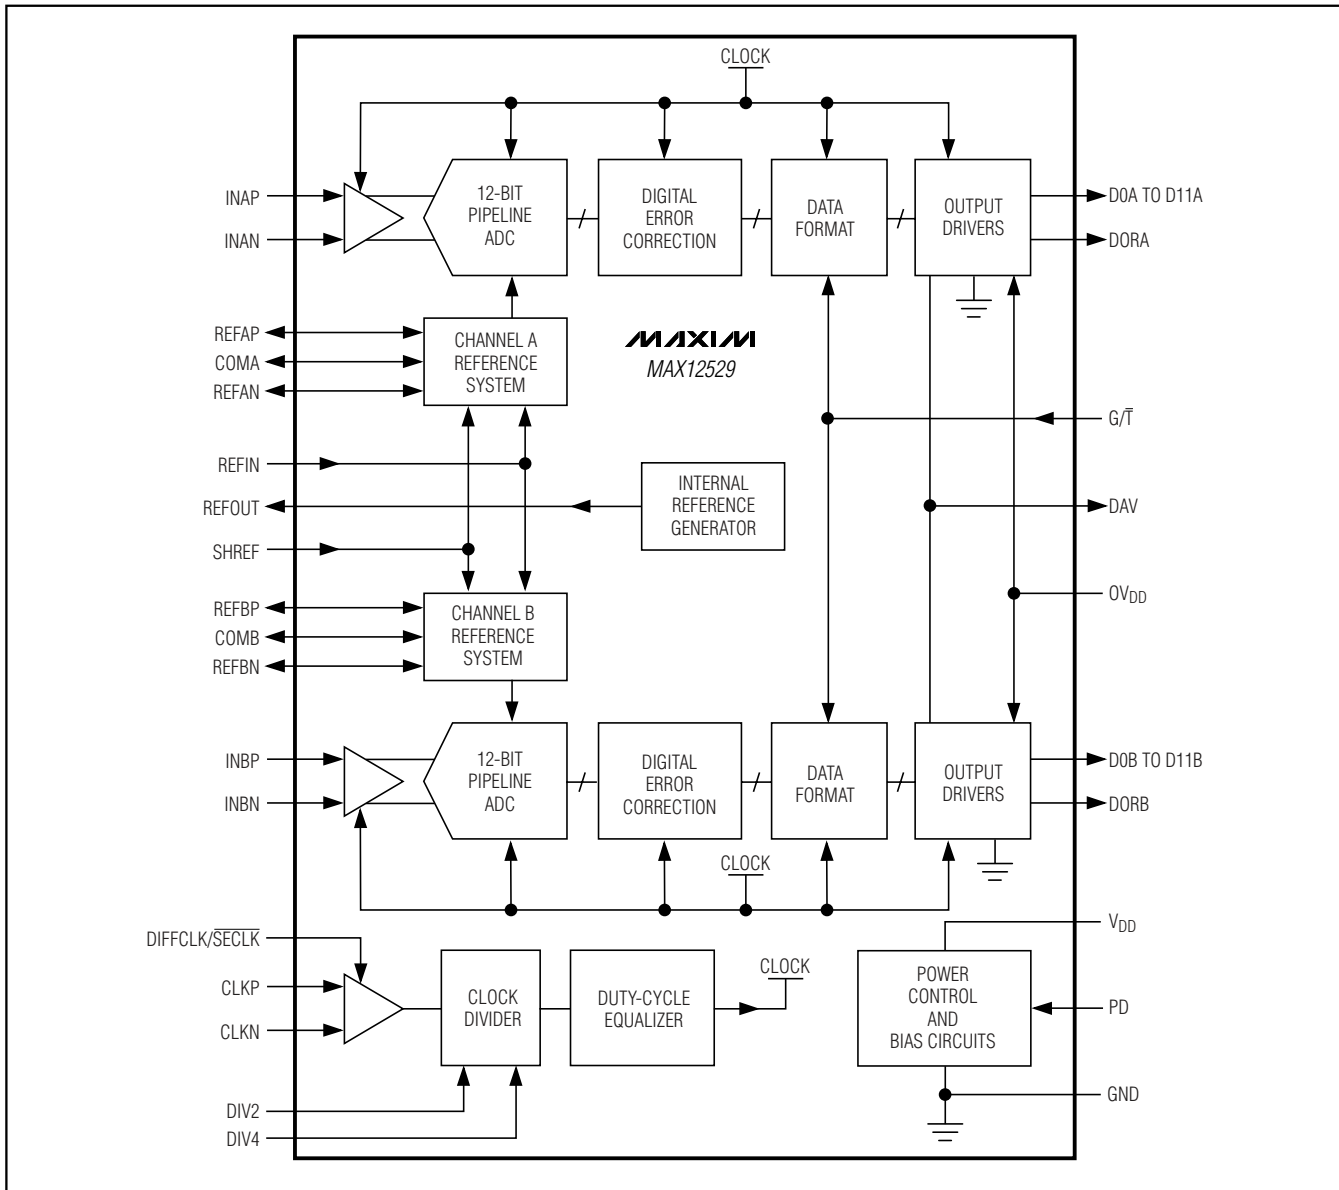 CLOCK
INAP
INAN
12-BIT
PIPELINE
ADC
DIGITAL
ERROR
CORRECTION
DATA
FORMAT
OUTPUT
DRIVERS
D0A TO D11A
DORA
REFAP
COMA
REFAN
CHANNEL A
REFERENCE
SYSTEM
MAXIM
MAX12529
G/T̅
REFIN
REFOUT
SHREF
INTERNAL
REFERENCE
GENERATOR
DAV
OVDD
REFBP
COMB
REFBN
CHANNEL B
REFERENCE
SYSTEM
INBP
INBN
12-BIT
PIPELINE
ADC
DIGITAL
ERROR
CORRECTION
DATA
FORMAT
OUTPUT
DRIVERS
D0B TO D11B
DORB
CLOCK
DIFFCLK/S̅E̅C̅L̅K̅
CLKP
CLKN
CLOCK
DIVIDER
DUTY-CYCLE
EQUALIZER
CLOCK
VDD
POWER
CONTROL
AND
BIAS CIRCUITS
PD
GND
DIV2
DIV4